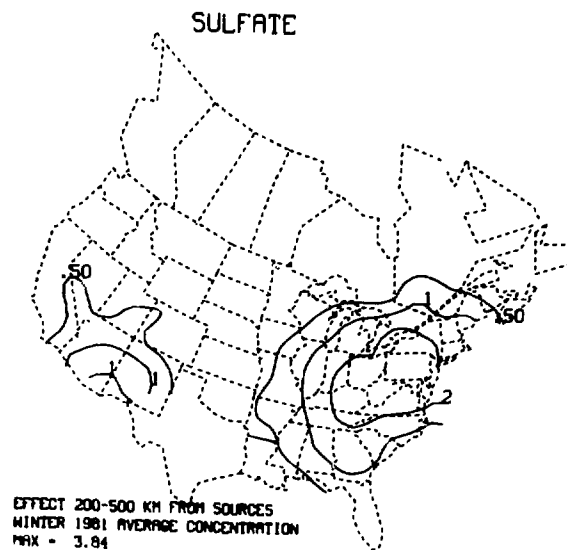 SULFATE
.50
1
.50
1
1
2
EFFECT 200-500 KM FROM SOURCES
WINTER 1981 AVERAGE CONCENTRATION
MAX = 3.84